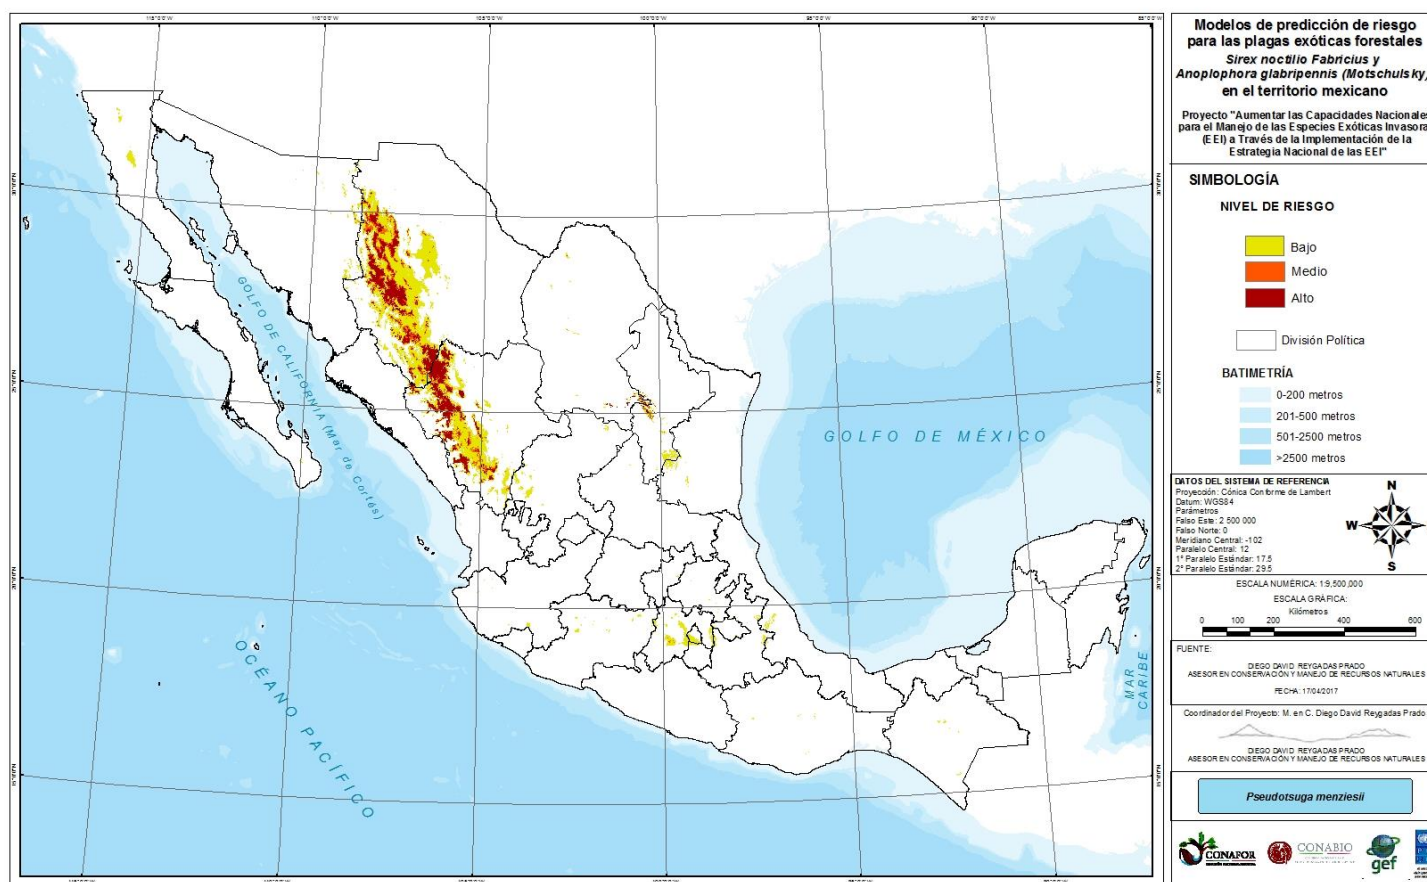 Modelos de predicción de riesgo
para las plagas exóticas forestales
Sirex noctilio Fabricius y
Anoplophora glabripennis (Motschulsky)
en el territorio mexicano
Proyecto "Aumentar las Capacidades Nacionales
para el Manejo de las Especies Exóticas Invasora
(EEI) a Través de la Implementación de la
Estrategia Nacional de las EEI"
SIMBOLOGÍA
NIVEL DE RIESGO
Bajo
Medio
Alto
División Política
BATIMETRÍA
0-200 metros
201-500 metros
501-2500 metros
>2500 metros
DATOS DEL SISTEMA DE REFERENCIA
Proyección: Cónica Conforme de Lambert
Datum: WGS84
Parámetros
Falso Este: 2 500 000
Falso Norte: 0
Meridiano Central: -102
Paralelo Central: 12
1° Paralelo Estándar: 17.5
2° Paralelo Estándar: 29.5
N
W
E
S
ESCALA NUMÉRICA: 1:9,500,000
ESCALA GRÁFICA:
Kilómetros
0 100 200 400 600
FUENTE:
DIEGO DAVID REYGADAS PRADO
ASESOR EN CONSERVACIÓN Y MANEJO DE RECURSOS NATURALES
FECHA: 17/04/2017
Coordinador del Proyecto: M. en C. Diego David Reygadas Prado
DIEGO DAVID REYGADAS PRADO
ASESOR EN CONSERVACIÓN Y MANEJO DE RECURSOS NATURALES
Pseudotsuga menziesii
CONAFOR
CONABIO
gef
GOLFO DE CALIFORNIA (Mar de Cortés)
GOLFO DE MÉXICO
OCÉANO PACÍFICO
MAR CARIBE